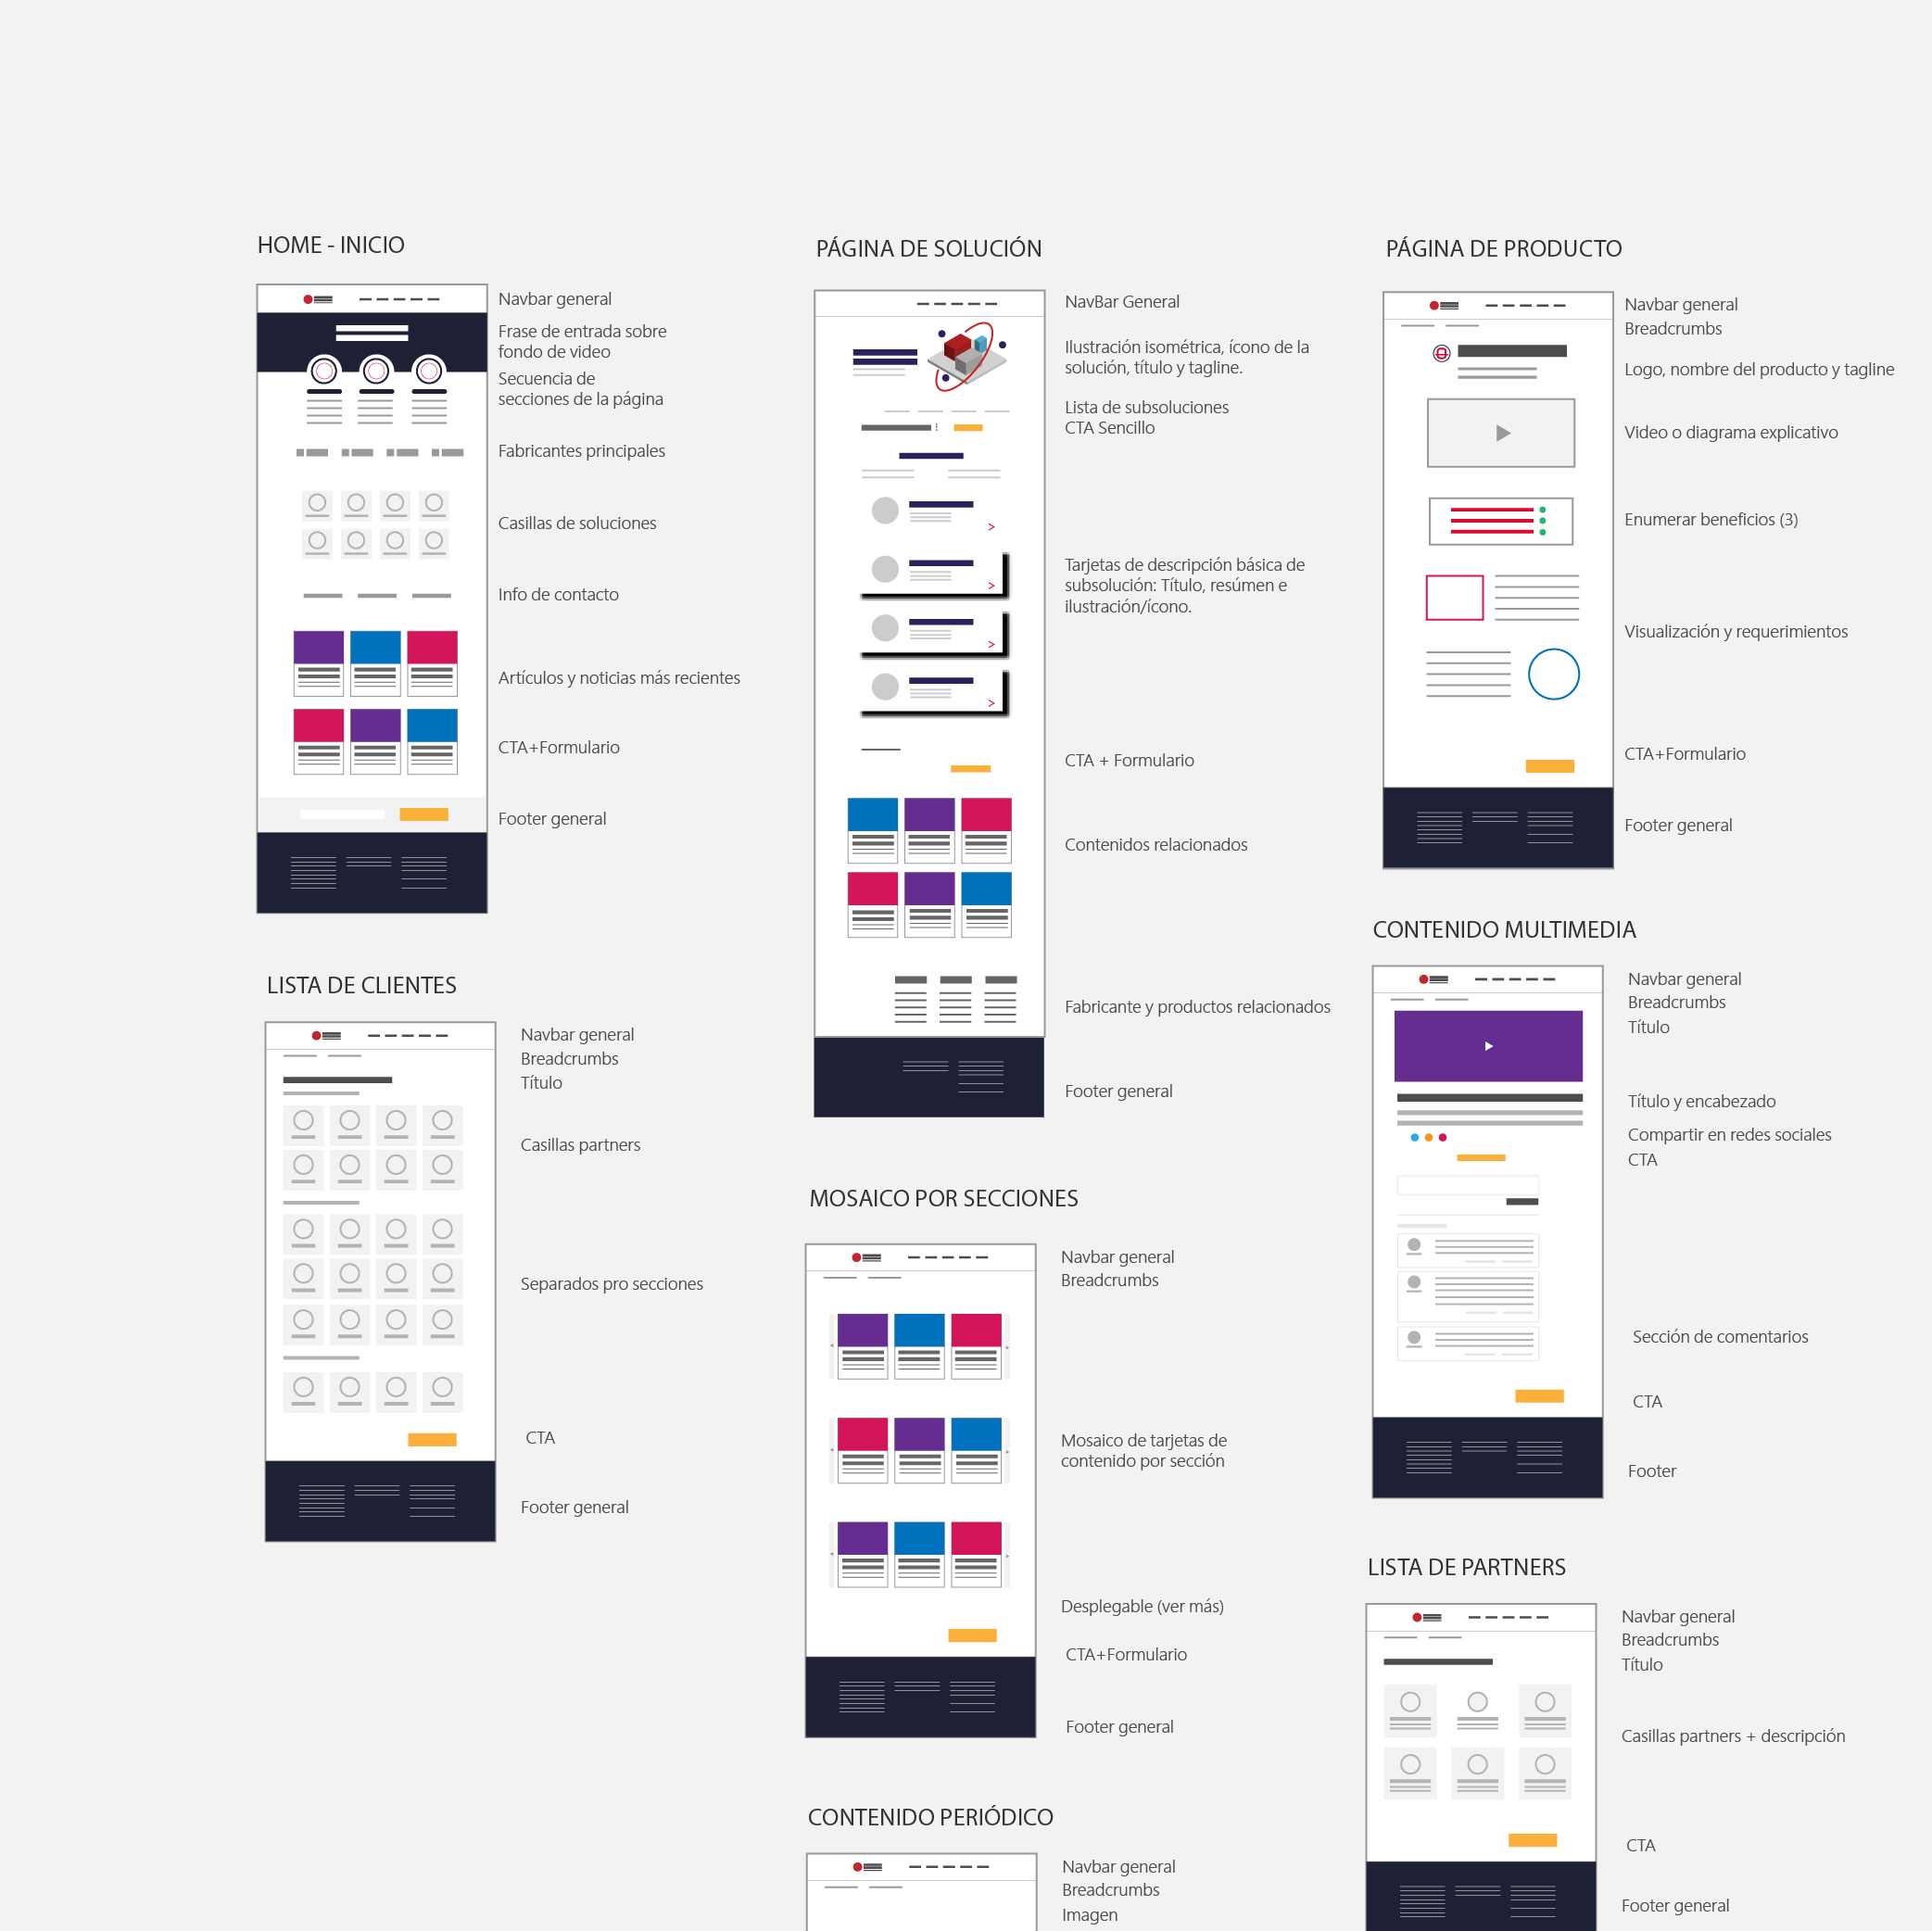 HOME - INICIO
Navbar general
Frase de entrada sobre
fondo de video
Secuencia de
secciones de la página
Fabricantes principales
Casillas de soluciones
Info de contacto
Artículos y noticias más recientes
CTA+Formulario
Footer general
LISTA DE CLIENTES
Navbar general
Breadcrumbs
Título
Casillas partners
Separados pro secciones
CTA
Footer general
PÁGINA DE SOLUCIÓN
NavBar General
Ilustración isométrica, ícono de la
solución, título y tagline.
Lista de subsoluciones
CTA Sencillo
!
>
>
>
>
Tarjetas de descripción básica de
subsolución: Título, resúmen e
ilustración/ícono.
CTA + Formulario
Contenidos relacionados
Fabricante y productos relacionados
Footer general
MOSAICO POR SECCIONES
Navbar general
Breadcrumbs
Mosaico de tarjetas de
contenido por sección
Desplegable (ver más)
CTA+Formulario
Footer general
CONTENIDO PERIÓDICO
Navbar general
Breadcrumbs
Imagen
PÁGINA DE PRODUCTO
Navbar general
Breadcrumbs
Logo, nombre del producto y tagline
Video o diagrama explicativo
Enumerar beneficios (3)
Visualización y requerimientos
CTA+Formulario
Footer general
CONTENIDO MULTIMEDIA
Navbar general
Breadcrumbs
Título
Título y encabezado
Compartir en redes sociales
CTA
Sección de comentarios
CTA
Footer
LISTA DE PARTNERS
Navbar general
Breadcrumbs
Título
Casillas partners + descripción
CTA
Footer general